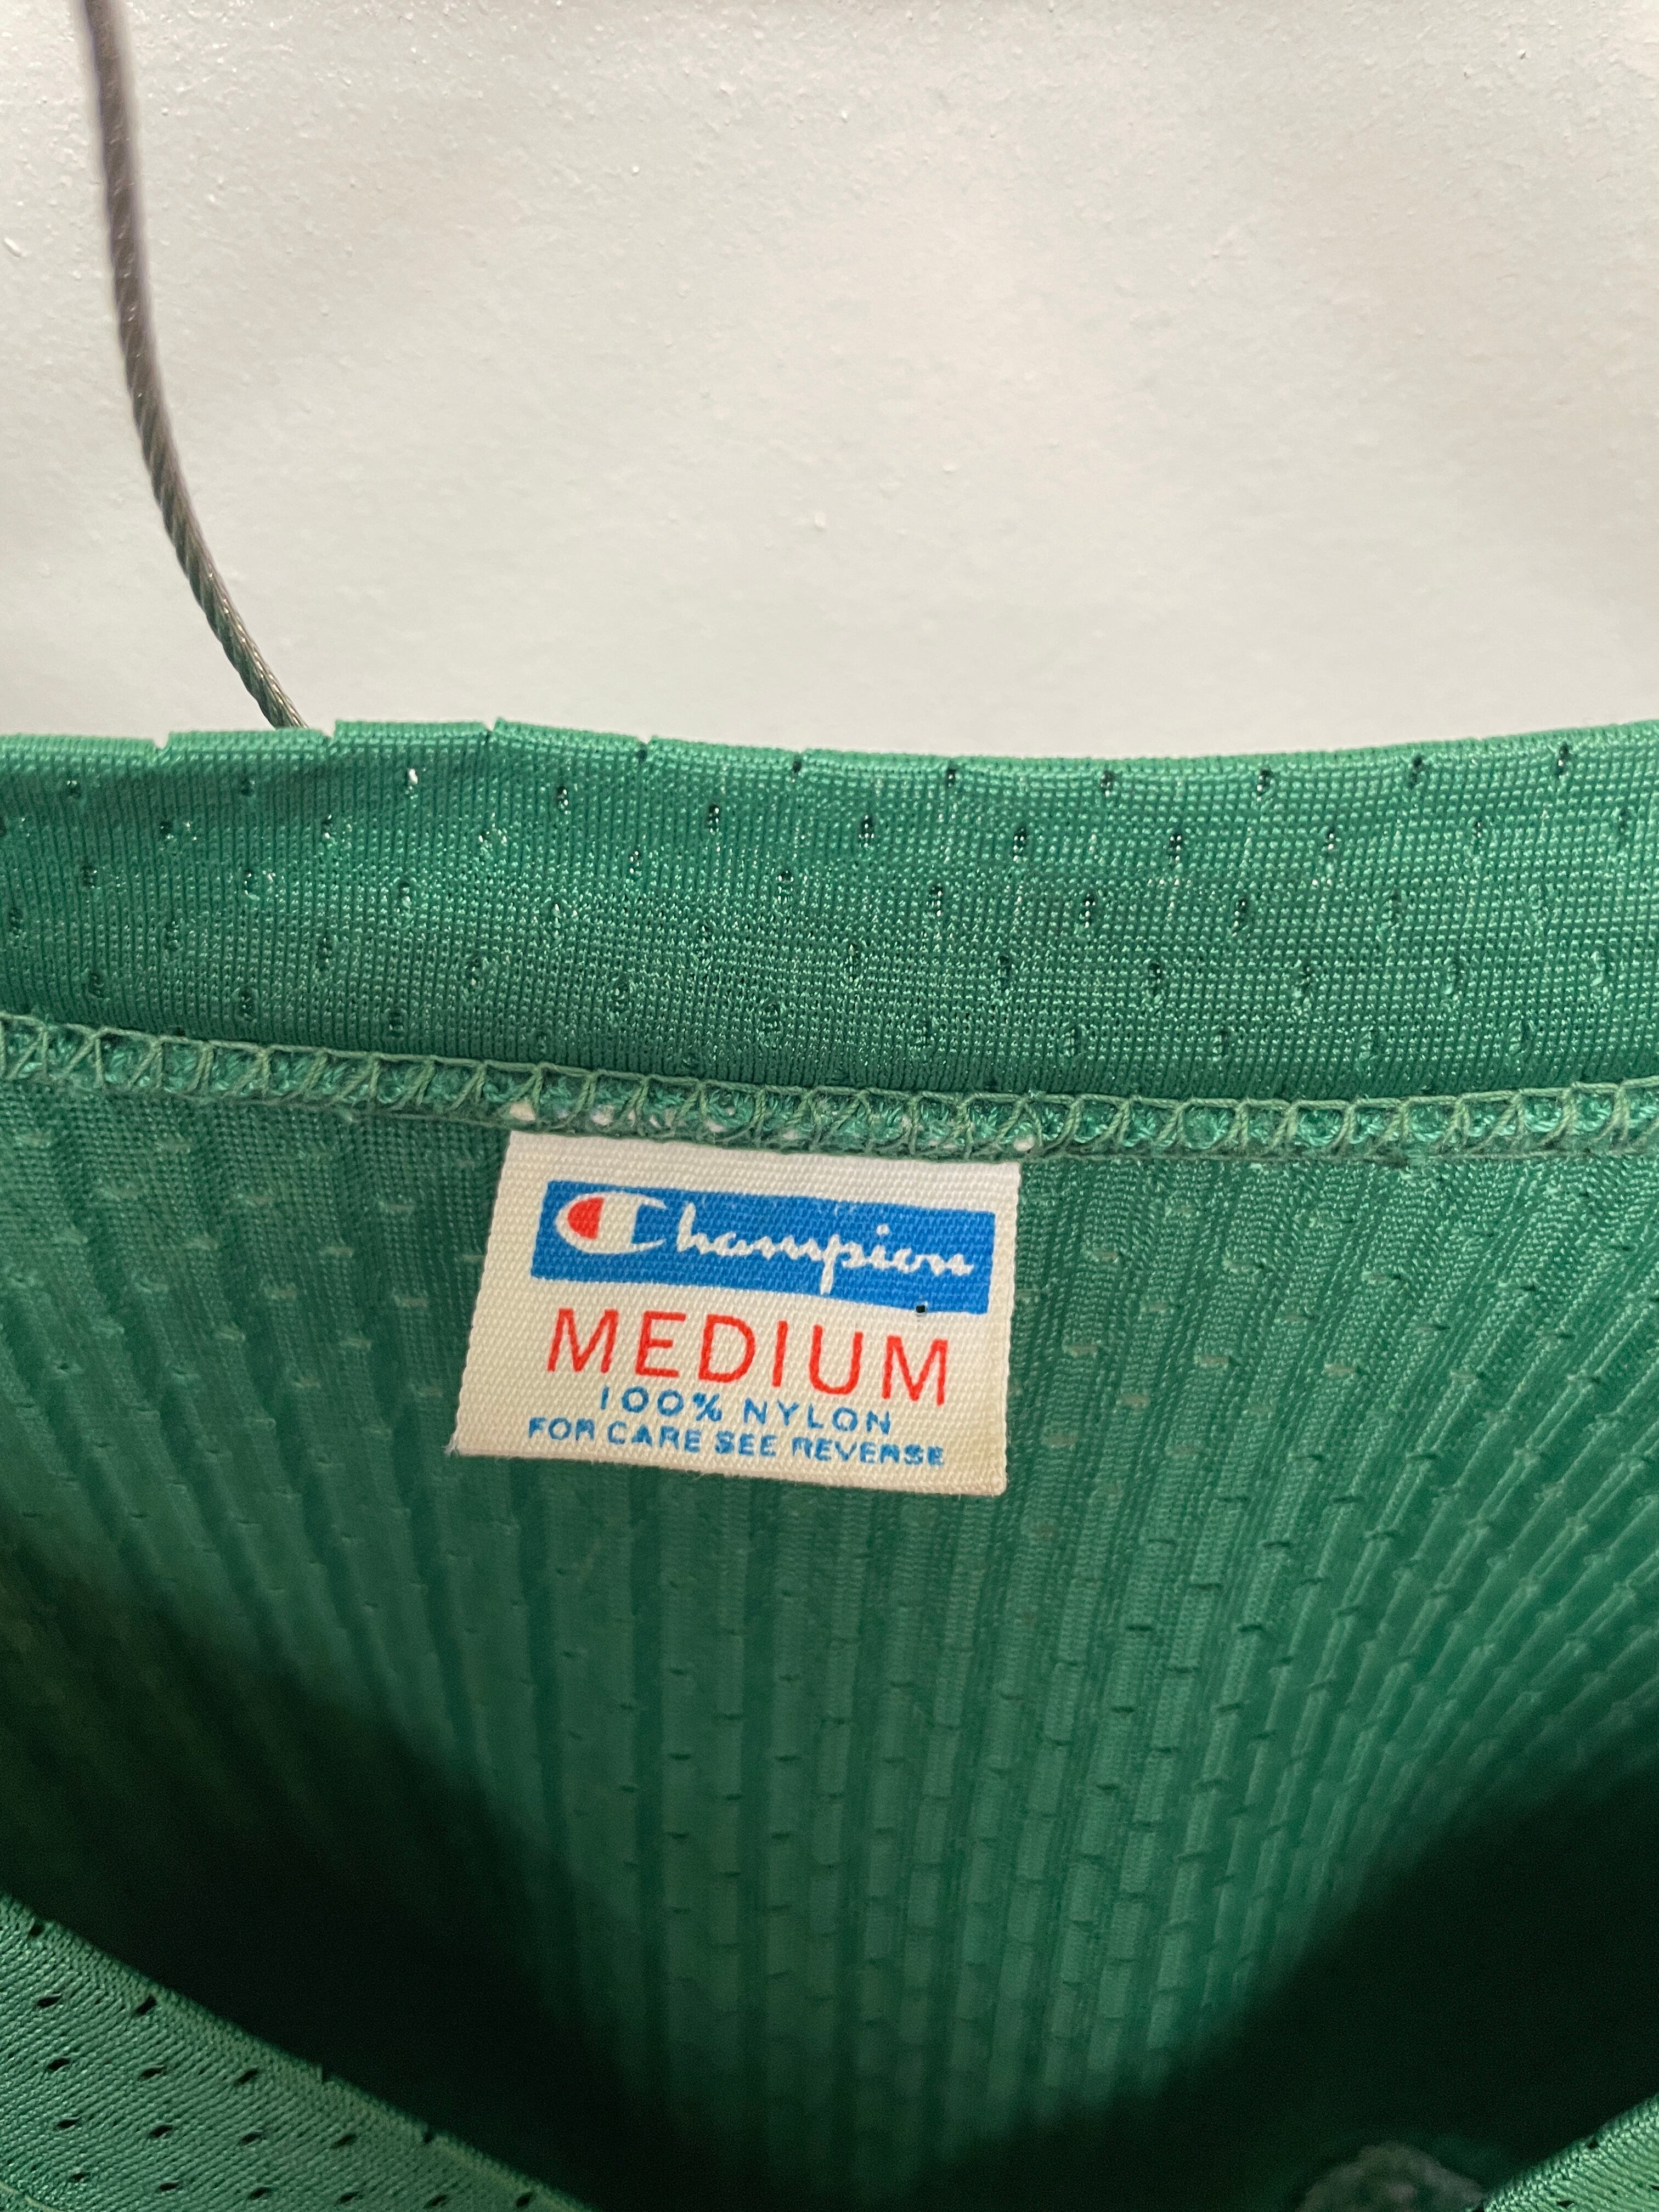 Champion
MEDIUM
100% NYLON
FOR CARE SEE REVERSE